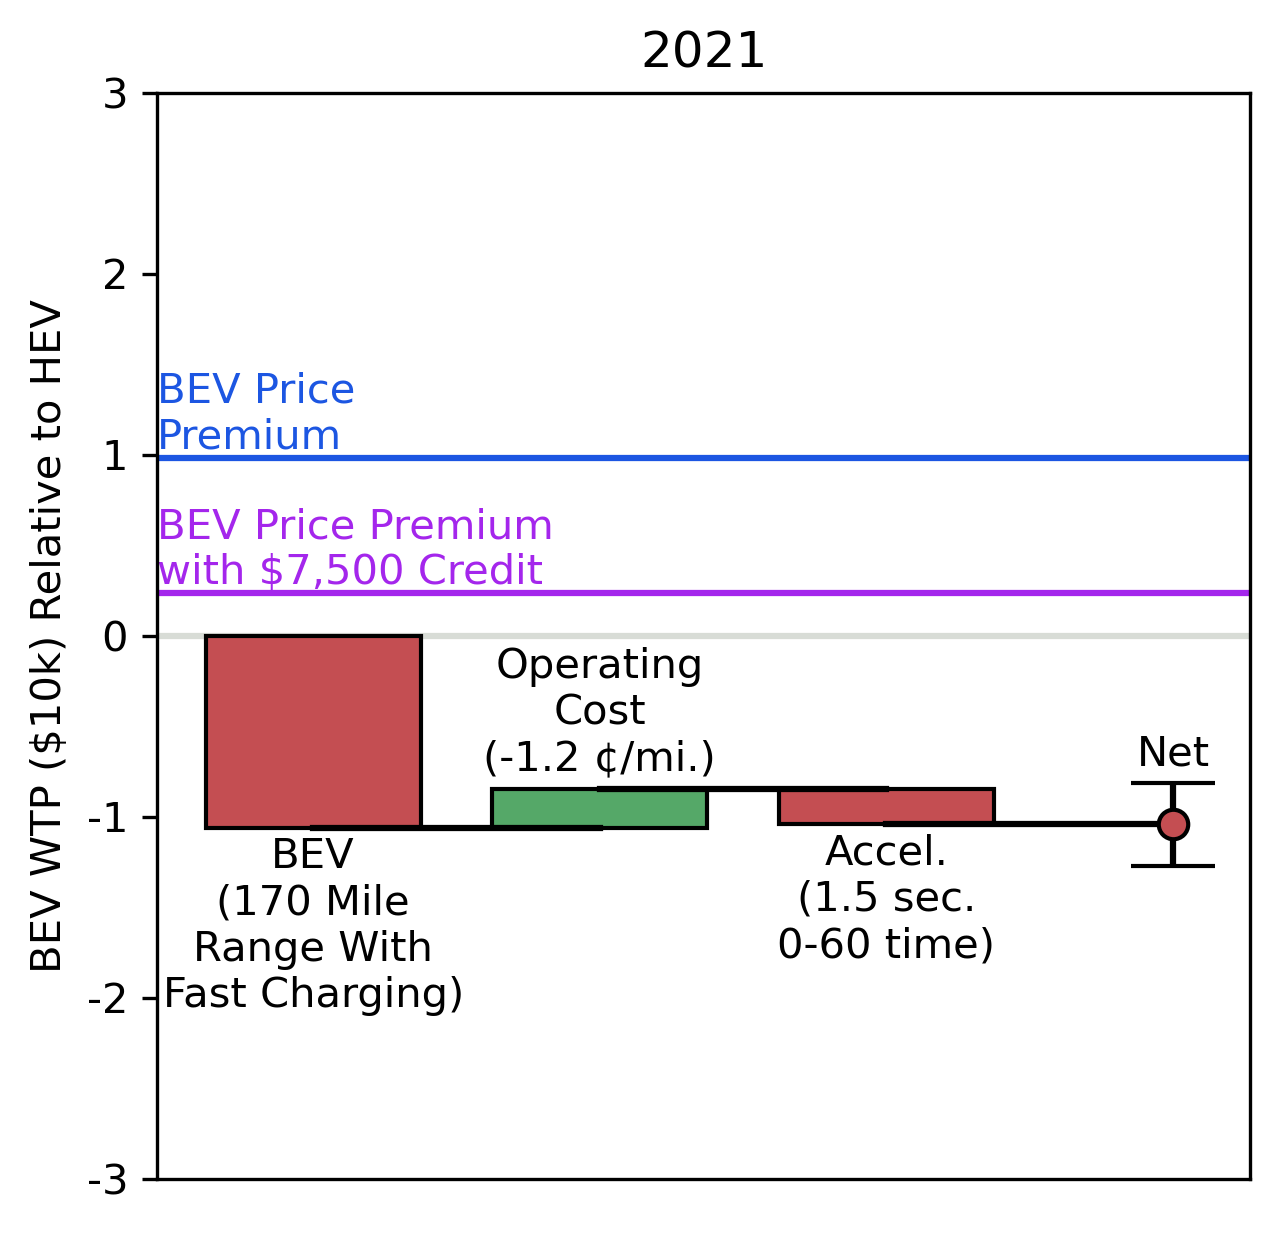 2021
BEV WTP ($10k) Relative to HEV
3
2
1
0
-1
-2
-3
BEV Price
Premium
BEV Price Premium
with $7,500 Credit
Operating
Cost
(-1.2 ¢/mi.)
Net
BEV
(170 Mile
Range With
Fast Charging)
Accel.
(1.5 sec.
0-60 time)